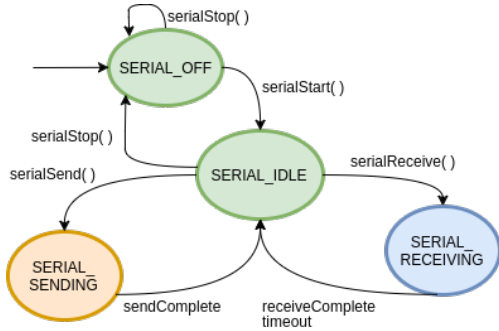 serialStop( )
SERIAL_OFF
serialStart( )
serialStop( )
serialSend( )
SERIAL_IDLE
serialReceive( )
SERIAL_
SENDING
SERIAL_
RECEIVING
sendComplete
receiveComplete
timeout